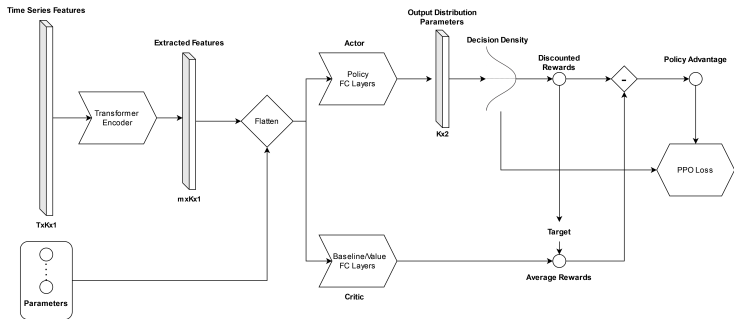 Time Series Features
Extracted Features
Actor
Output Distribution
Parameters
Decision Density
Discounted
Rewards
Policy Advantage
Transformer
Encoder
Flatten
Policy
FC Layers
-
PPO Loss
Kx2
mxKx1
TxKx1
Target
Parameters
Baseline/Value
FC Layers
Average Rewards
Critic